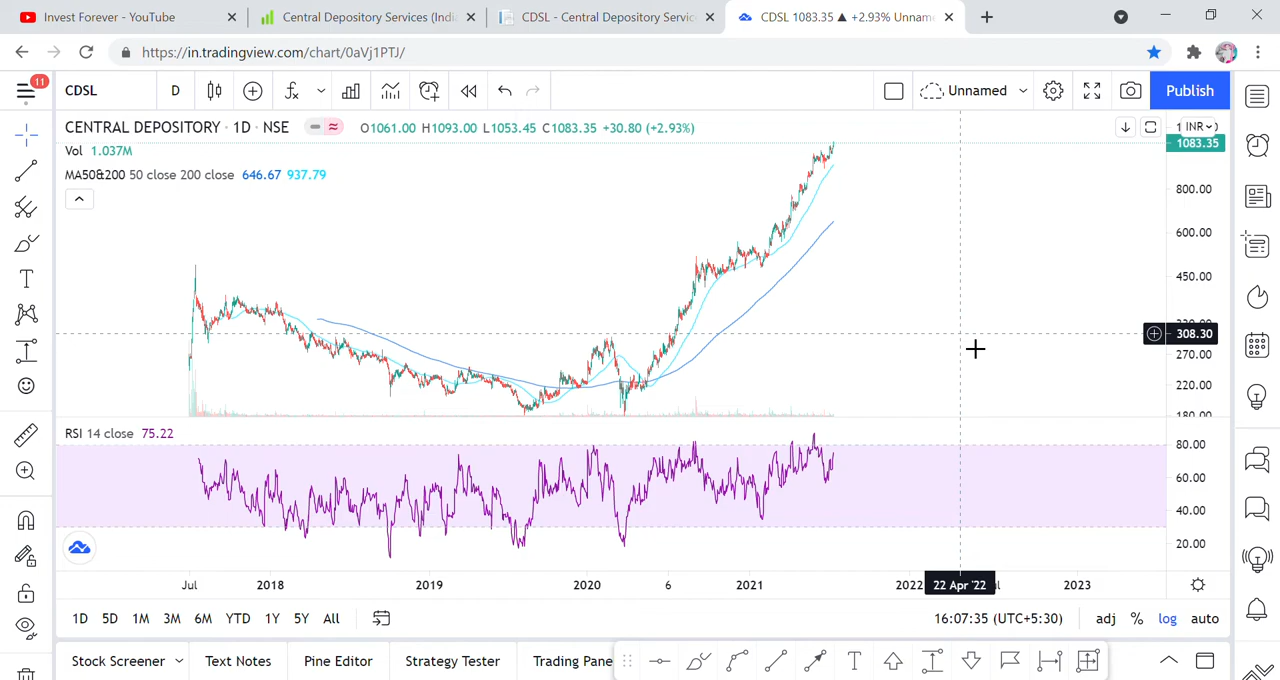 Invest Forever - YouTube
Central Depository Services (Indi
CDSL - Central Depository Servic
CDSL 1083.35 ▲ +2.93% Unnam
https://in.tradingview.com/chart/0aVj1PTJ/
11
CDSL D Unnamed Publish
CENTRAL DEPOSITORY · 1D · NSE O1061.00 H1093.00 L1053.45 C1083.35 +30.80 (+2.93%)
INR
Vol 1.037M
1083.35
MA50&200 50 close 200 close 646.67 937.79
800.00
600.00
450.00
308.30
270.00
220.00
180.00
RSI 14 close 75.22
80.00
60.00
40.00
20.00
Jul 2018 2019 2020 6 2021 2022 22 Apr '22 2023
1D 5D 1M 3M 6M YTD 1Y 5Y All 16:07:35 (UTC+5:30) adj % log auto
Stock Screener Text Notes Pine Editor Strategy Tester Trading Pane